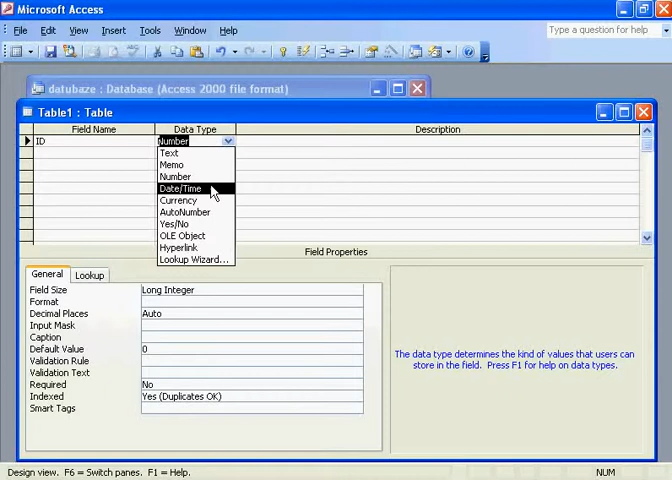 Microsoft Access
File Edit View Insert Tools Window Help
Type a question for help
datubaze : Database (Access 2000 file format)
Table1 : Table
Field Name Data Type Description
ID Number
Text
Memo
Number
Date/Time
Currency
AutoNumber
Yes/No
OLE Object
Hyperlink
Lookup Wizard...
Field Properties
General Lookup
Field Size Long Integer
Format
Decimal Places Auto
Input Mask
Caption
Default Value 0
Validation Rule
Validation Text
Required No
Indexed Yes (Duplicates OK)
Smart Tags
The data type determines the kind of values that users can
store in the field. Press F1 for help on data types.
Design view. F6 = Switch panes. F1 = Help.
NUM